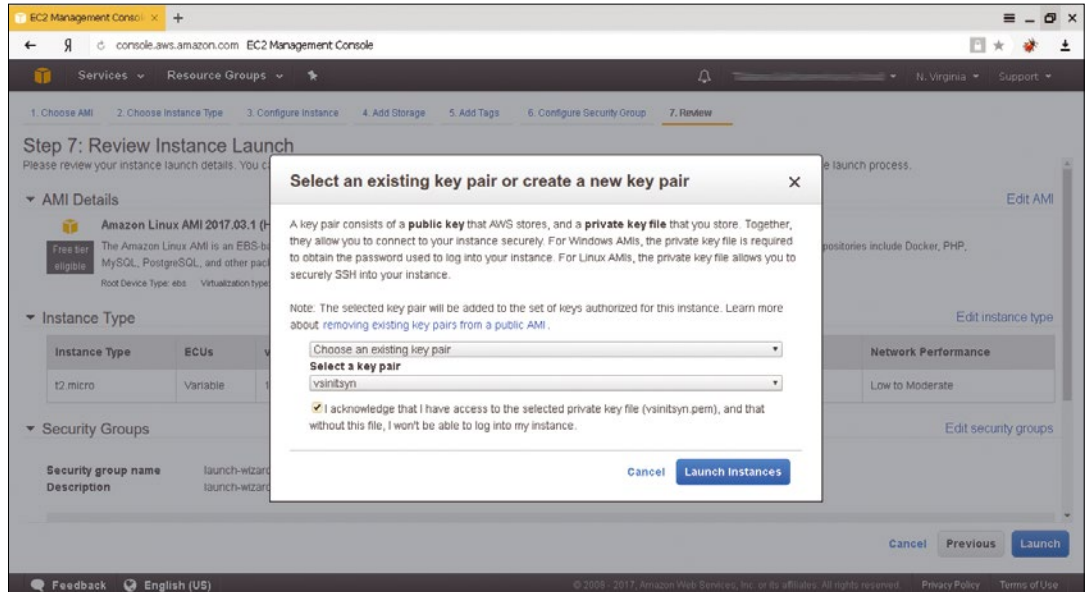 EC2 Management Consol
console.aws.amazon.com EC2 Management Console
Services Resource Groups N. Virginia Support
1. Choose AMI 2. Choose Instance Type 3. Configure Instance 4. Add Storage 5. Add Tags 6. Configure Security Group 7. Review
Step 7: Review Instance Launch
Please review your instance launch details. You c e launch process.
AMI Details Edit AMI
Amazon Linux AMI 2017.03.1 (H
Free tier eligible
The Amazon Linux AMI is an EBS-b positories include Docker, PHP,
MySQL, PostgreSQL, and other pac
Root Device Type: ebs Virtualization type:
Instance Type Edit instance type
Instance Type ECUs v Network Performance
t2.micro Variable 1 Low to Moderate
Security Groups Edit security groups
Security group name launch-wizard
Description launch-wizard
Select an existing key pair or create a new key pair
A key pair consists of a public key that AWS stores, and a private key file that you store. Together,
they allow you to connect to your instance securely. For Windows AMIs, the private key file is required
to obtain the password used to log into your instance. For Linux AMIs, the private key file allows you to
securely SSH into your instance.
Note: The selected key pair will be added to the set of keys authorized for this instance. Learn more
about removing existing key pairs from a public AMI .
Choose an existing key pair
Select a key pair
vsinitsyn
I acknowledge that I have access to the selected private key file (vsinitsyn.pem), and that
without this file, I won't be able to log into my instance.
Cancel Launch Instances
Cancel Previous Launch
Feedback English (US) © 2008 - 2017, Amazon Web Services, Inc. or its affiliates. All rights reserved. Privacy Policy Terms of Use